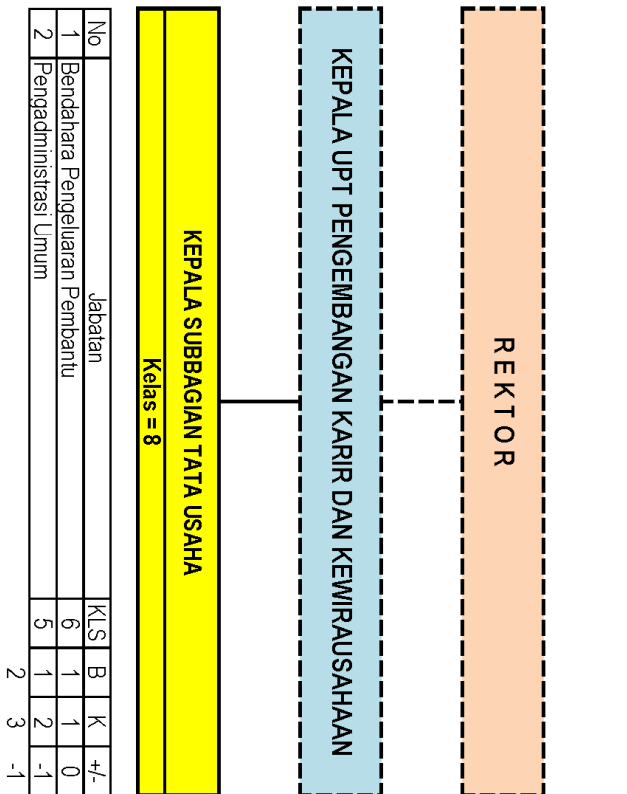 R E K T O R
KEPALA UPT PENGEMBANGAN KARIR DAN KEWIRAUSAHAAN
KEPALA SUBBAGIAN TATA USAHA
Kelas = 8
No Jabatan KLS B K +/-
1 Bendahara Pengeluaran Pembantu 6 1 1 0
2 Pengadministrasi Umum 5 1 2 -1
2 3 -1